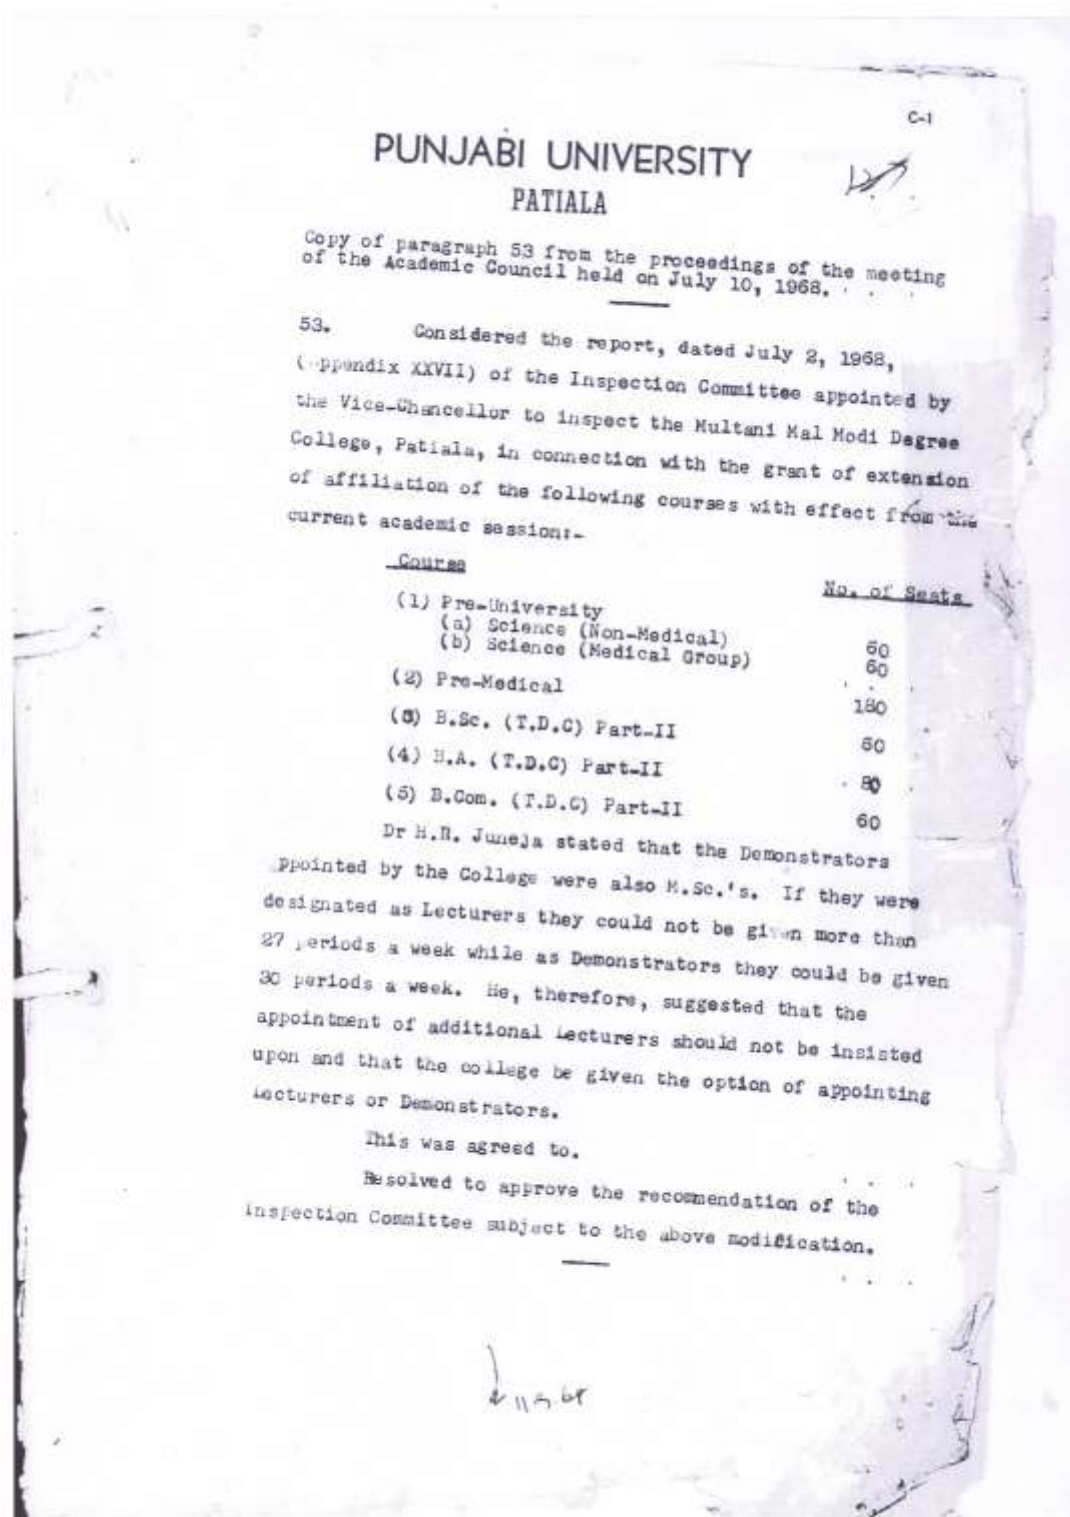 C-1
PUNJABI UNIVERSITY
PATIALA
Copy of paragraph 53 from the proceedings of the meeting
of the Academic Council held on July 10, 1968.
53. Considered the report, dated July 2, 1968,
(Appendix XXVII) of the Inspection Committee appointed by
the Vice-Chancellor to inspect the Multani Mal Modi Degree
College, Patiala, in connection with the grant of extension
of affiliation of the following courses with effect from the
current academic session:-
Course No. of Seats
(1) Pre-University
(a) Science (Non-Medical) 60
(b) Science (Medical Group) 60
(2) Pre-Medical 180
(3) B.Sc. (T.D.C) Part-II 60
(4) B.A. (T.D.C) Part-II 80
(5) B.Com. (T.D.C) Part-II 60
Dr H.R. Juneja stated that the Demonstrators
appointed by the College were also M.Sc.'s. If they were
designated as Lecturers they could not be given more than
27 periods a week while as Demonstrators they could be given
30 periods a week. He, therefore, suggested that the
appointment of additional Lecturers should not be insisted
upon and that the college be given the option of appointing
Lecturers or Demonstrators.
This was agreed to.
Resolved to approve the recommendation of the
Inspection Committee subject to the above modification.